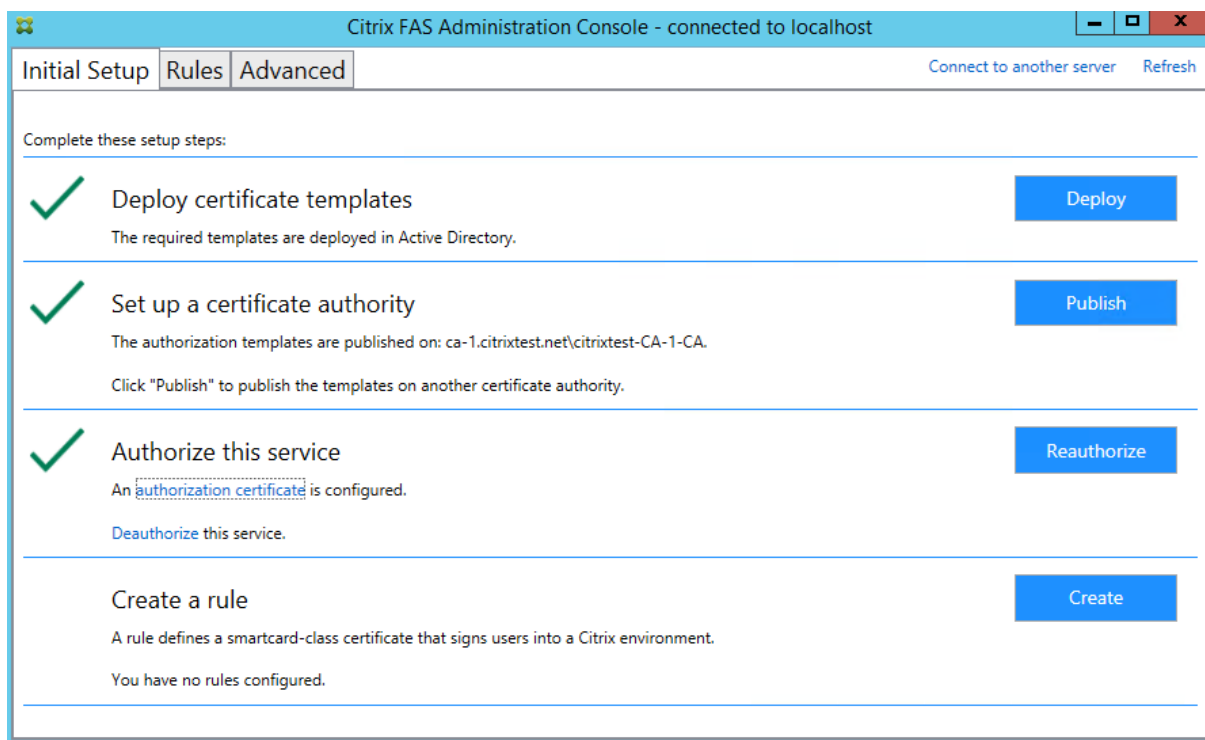 Citrix FAS Administration Console - connected to localhost
Initial Setup Rules Advanced Connect to another server Refresh
Complete these setup steps:
Deploy certificate templates Deploy
The required templates are deployed in Active Directory.
Set up a certificate authority Publish
The authorization templates are published on: ca-1.citrixtest.net\citrixtest-CA-1-CA.
Click "Publish" to publish the templates on another certificate authority.
Authorize this service Reauthorize
An authorization certificate is configured.
Deauthorize this service.
Create a rule Create
A rule defines a smartcard-class certificate that signs users into a Citrix environment.
You have no rules configured.